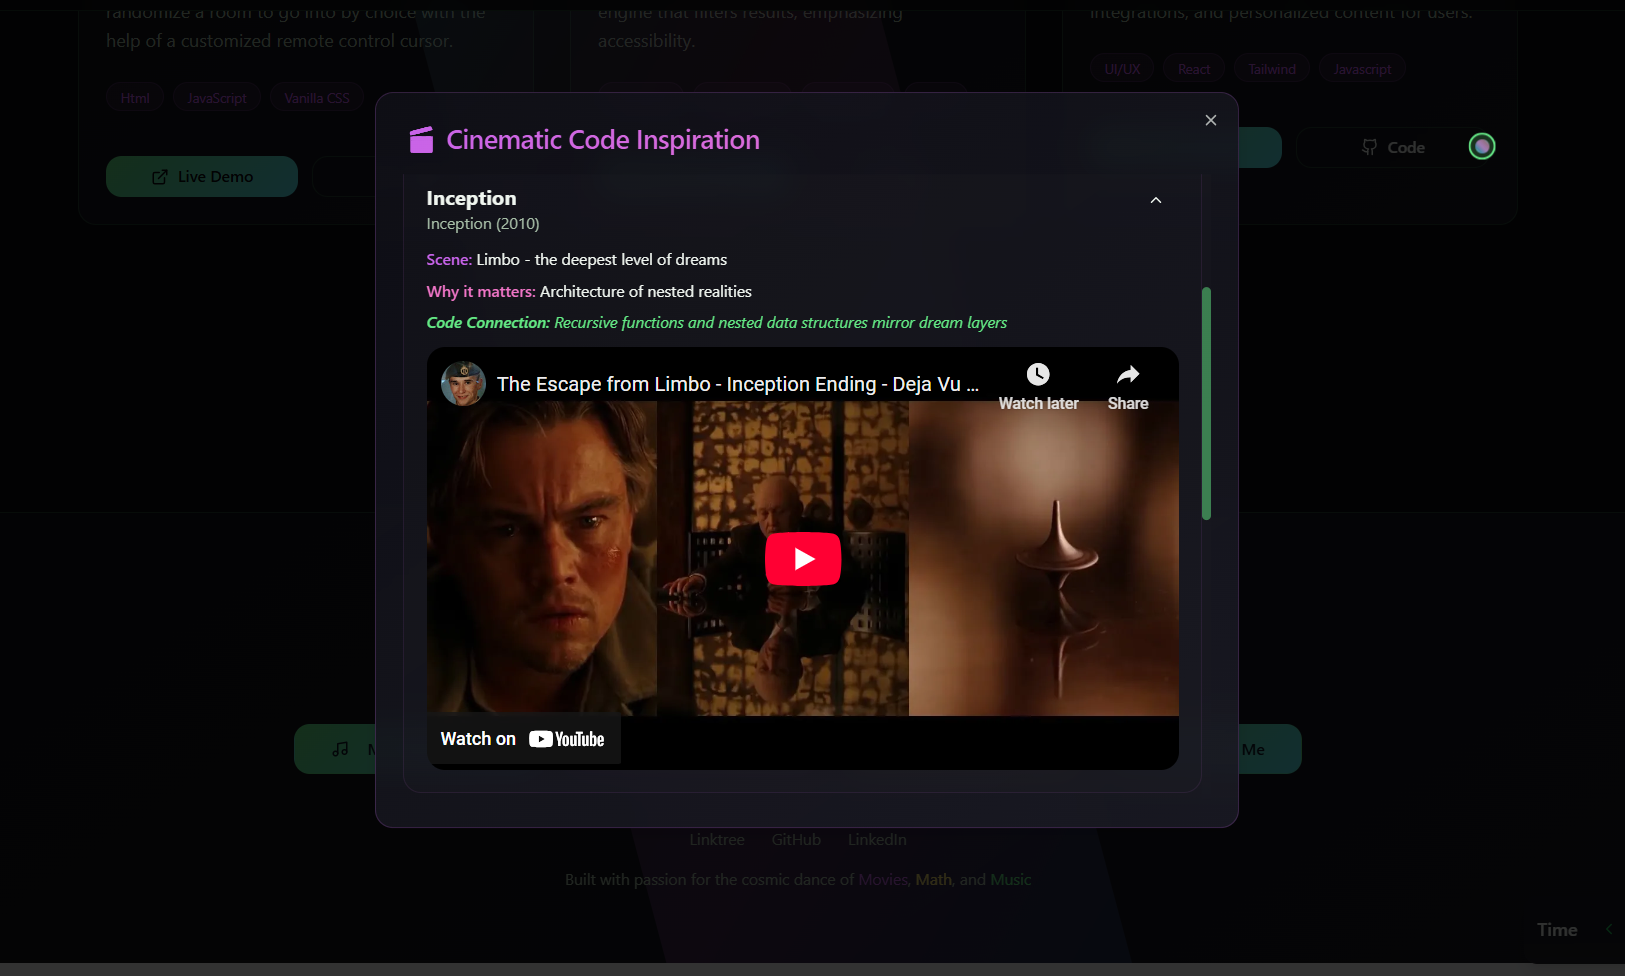 randomize a room to go into by choice with the
help of a customized remote control cursor.
Html
JavaScript
Vanilla CSS
Live Demo
engine that filters results, emphasizing
accessibility.
integrations, and personalized content for users.
UI/UX
React
Tailwind
Javascript
Code
Cinematic Code Inspiration
Inception
Inception (2010)
Scene: Limbo - the deepest level of dreams
Why it matters: Architecture of nested realities
Code Connection: Recursive functions and nested data structures mirror dream layers
The Escape from Limbo - Inception Ending - Deja Vu ...
Watch later
Share
Watch on YouTube
Me
Linktree
GitHub
LinkedIn
Built with passion for the cosmic dance of Movies, Math, and Music
Time